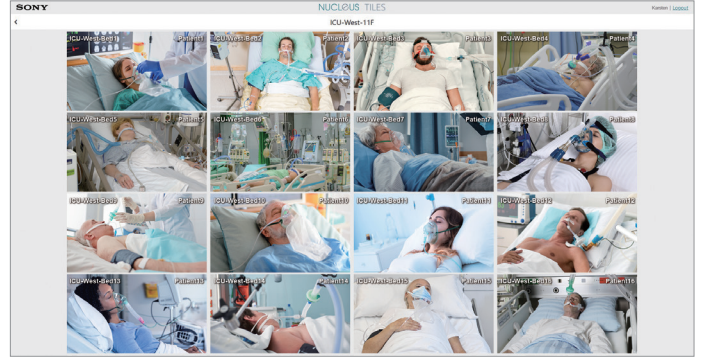 SONY
NUCLeUS TILES
Karsten | Logout
ICU-West-11F
ICU-West-Bed1 Patient1
ICU-West-Bed2 Patient2
ICU-West-Bed3 Patient3
ICU-West-Bed4 Patient4
ICU-West-Bed5 Patient5
ICU-West-Bed6 Patient6
ICU-West-Bed7 Patient7
ICU-West-Bed8 Patient8
ICU-West-Bed9 Patient9
ICU-West-Bed10 Patient10
ICU-West-Bed11 Patient11
ICU-West-Bed12 Patient12
ICU-West-Bed13 Patient13
ICU-West-Bed14 Patient14
ICU-West-Bed15 Patient15
ICU-West-Bed16 Patient16